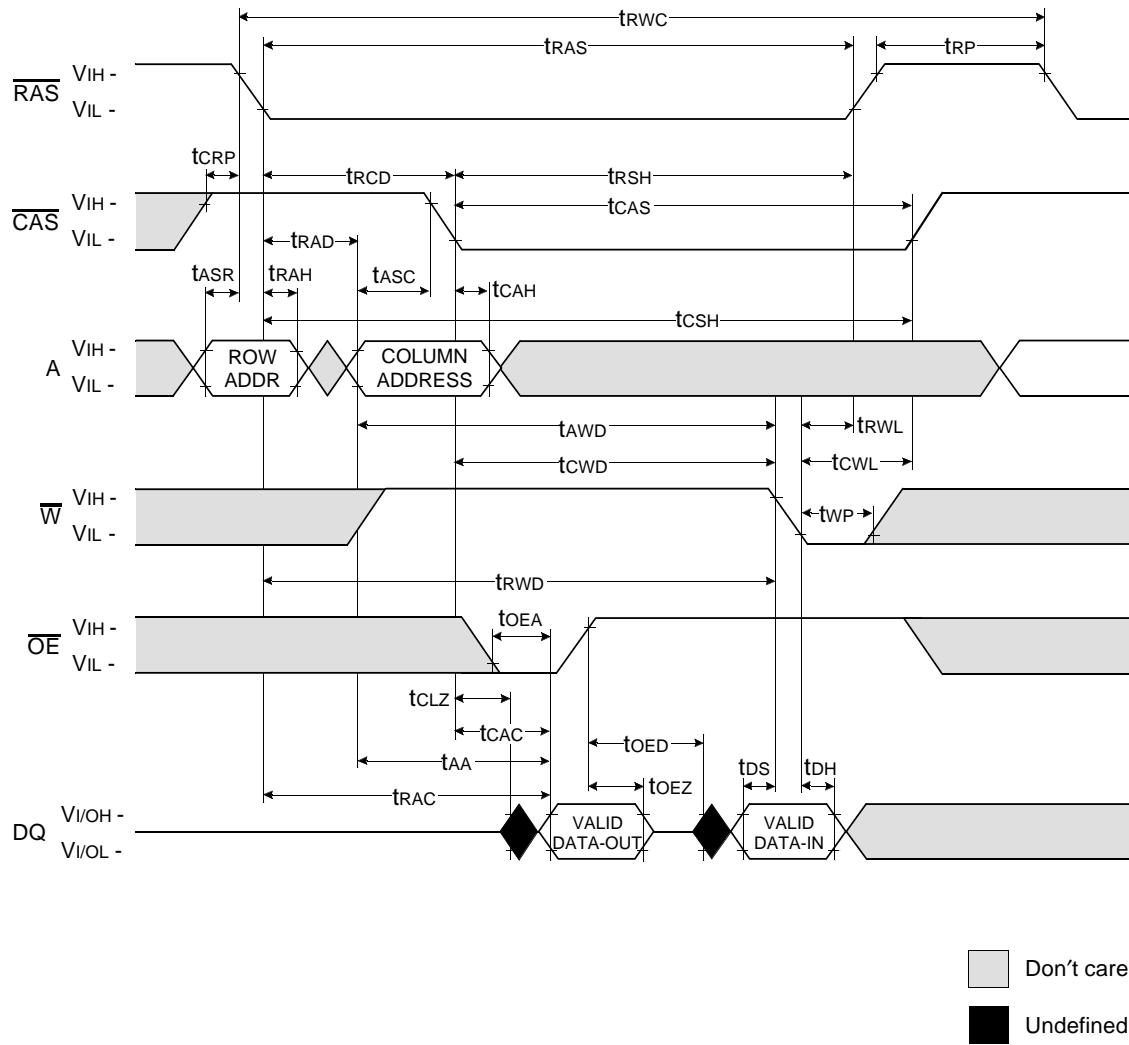 tRWC
tRAS
tRP
RAS
VIH -
VIL -
tCRP
tRCD
tRSH
CAS
VIH -
VIL -
tCAS
tRAD
tASR
tRAH
tASC
tCAH
tCSH
A
VIH -
VIL -
ROW
ADDR
COLUMN
ADDRESS
tAWD
tRWL
tCWD
tCWL
W
VIH -
VIL -
tWP
tRWD
OE
VIH -
VIL -
tOEA
tCLZ
tCAC
tOED
tAA
tDS
tDH
tOEZ
tRAC
DQ
VI/OH -
VI/OL -
VALID
DATA-OUT
VALID
DATA-IN
Don′t care
Undefined